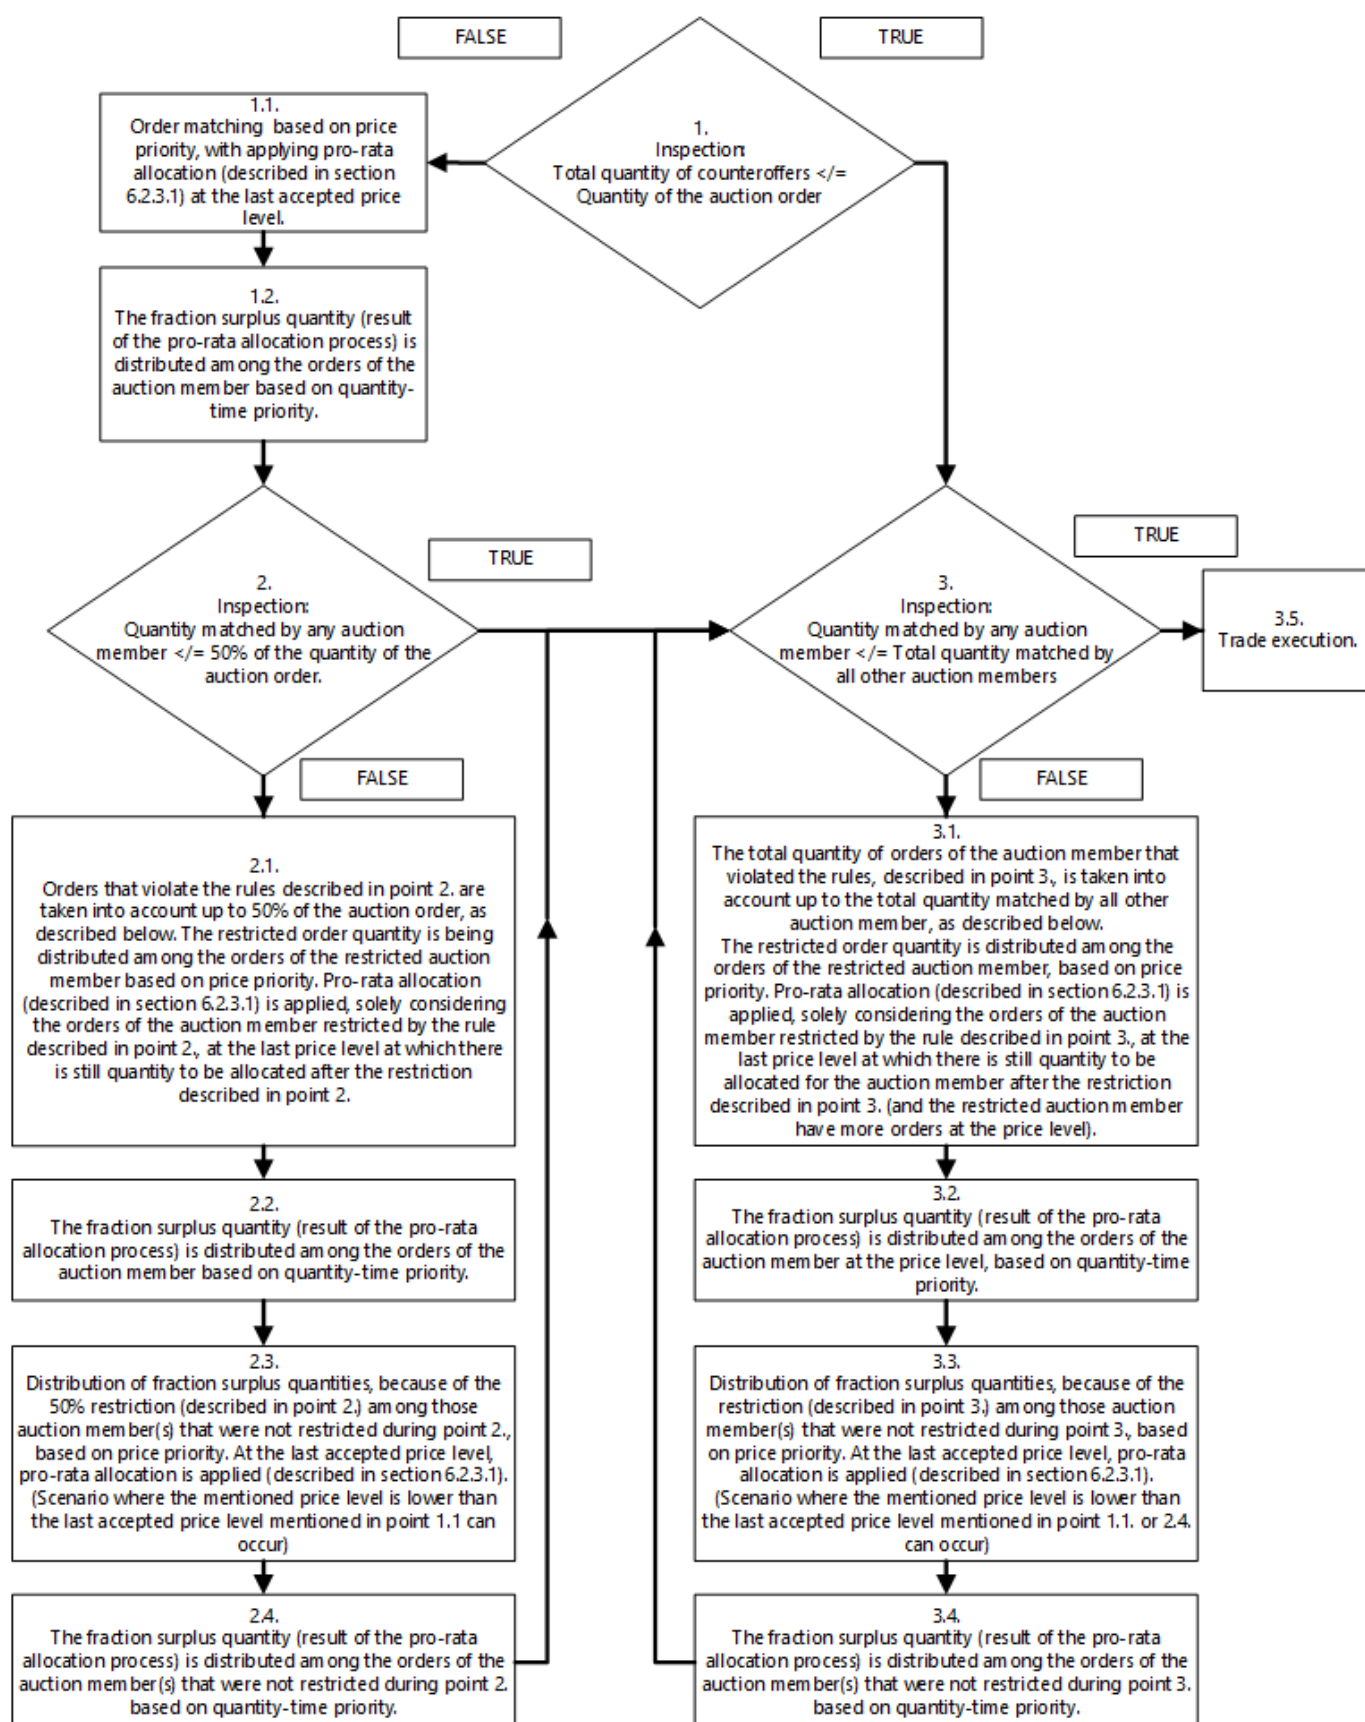 FALSE
TRUE
1.
Inspection:
Total quantity of counteroffers </=
Quantity of the auction order
1.1.
Order matching based on price
priority, with applying pro-rata
allocation (described in section
6.2.3.1) at the last accepted price
level.
1.2.
The fraction surplus quantity (result
of the pro-rata allocation process) is
distributed among the orders of the
auction member based on quantity-
time priority.
2.
Inspection:
Quantity matched by any auction
member </= 50% of the quantity of the
auction order.
TRUE
3.
Inspection:
Quantity matched by any auction
member </= Total quantity matched by
all other auction members
TRUE
3.5.
Trade execution.
FALSE
FALSE
2.1.
Orders that violate the rules described in point 2. are
taken into account up to 50% of the auction order, as
described below. The restricted order quantity is being
distributed among the orders of the restricted auction
member based on price priority. Pro-rata allocation
(described in section 6.2.3.1) is applied, solely considering
the orders of the auction member restricted by the rule
described in point 2., at the last price level at which there
is still quantity to be allocated after the restriction
described in point 2.
2.2.
The fraction surplus quantity (result of the pro-rata
allocation process) is distributed among the orders of the
auction member based on quantity-time priority.
2.3.
Distribution of fraction surplus quantities, because of the
50% restriction (described in point 2.) among those
auction member(s) that were not restricted during point 2.,
based on price priority. At the last accepted price level,
pro-rata allocation is applied (described in section 6.2.3.1).
(Scenario where the mentioned price level is lower than
the last accepted price level mentioned in point 1.1 can
occur)
2.4.
The fraction surplus quantity (result of the pro-rata
allocation process) is distributed among the orders of the
auction member(s) that were not restricted during point 2.
based on quantity-time priority.
3.1.
The total quantity of orders of the auction member that
violated the rules, described in point 3., is taken into
account up to the total quantity matched by all other
auction member, as described below.
The restricted order quantity is distributed among the
orders of the restricted auction member, based on price
priority. Pro-rata allocation (described in section 6.2.3.1) is
applied, solely considering the orders of the auction
member restricted by the rule described in point 3., at the
last price level at which there is still quantity to be
allocated for the auction member after the restriction
described in point 3. (and the restricted auction member
have more orders at the price level).
3.2.
The fraction surplus quantity (result of the pro-rata
allocation process) is distributed among the orders of the
auction member at the price level, based on quantity-time
priority.
3.3.
Distribution of fraction surplus quantities, because of the
restriction (described in point 3.) among those auction
member(s) that were not restricted during point 3., based
on price priority. At the last accepted price level, pro-rata
allocation is applied (described in section 6.2.3.1).
(Scenario where the mentioned price level is lower than
the last accepted price level mentioned in point 1.1. or 2.4.
can occur)
3.4.
The fraction surplus quantity (result of the pro-rata
allocation process) is distributed among the orders of the
auction member(s) that were not restricted during point 3.
based on quantity-time priority.